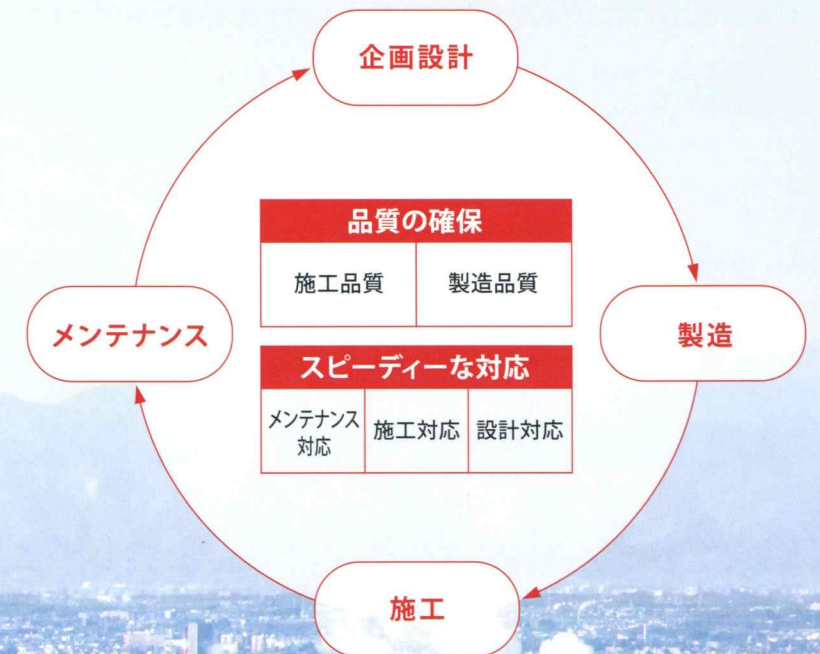 企画設計
品質の確保
施工品質
製造品質
メンテナンス
製造
スピーディーな対応
メンテナンス
対応
施工対応
設計対応
施工